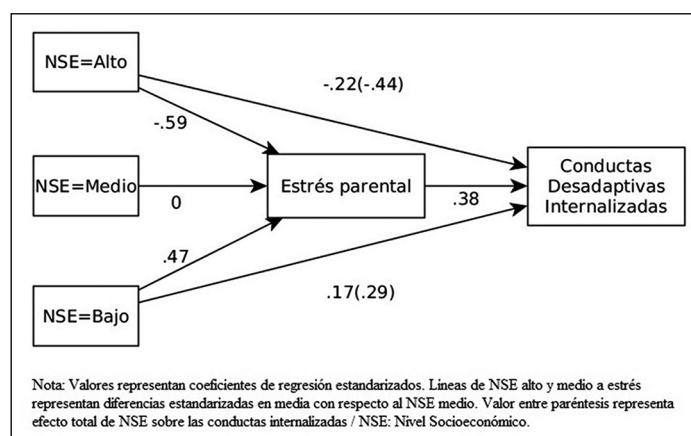 NSE=Alto
-.22(-.44)
-.59
NSE=Medio
0
Estrés parental
.38
Conductas
Desadaptivas
Internalizadas
.47
NSE=Bajo
.17(.29)
Nota: Valores representan coeficientes de regresión estandarizados. Lineas de NSE alto y medio a estrés
representan diferencias estandarizadas en media con respecto al NSE medio. Valor entre paréntesis representa
efecto total de NSE sobre las conductas internalizadas / NSE: Nivel Socioeconómico.